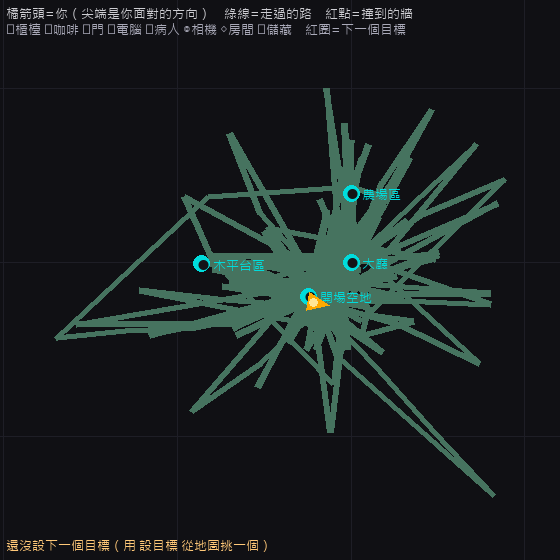 橘箭頭=你（尖端是你面對的方向） 綠線=走過的路 紅點=撞到的牆
櫃檯 咖啡 門 電腦 病人 相機 ◇房間 儲藏 紅圈=下一個目標
農場區
木平台區
大廳
開場空地
還沒設下一個目標（用 設目標 從地圖挑一個）